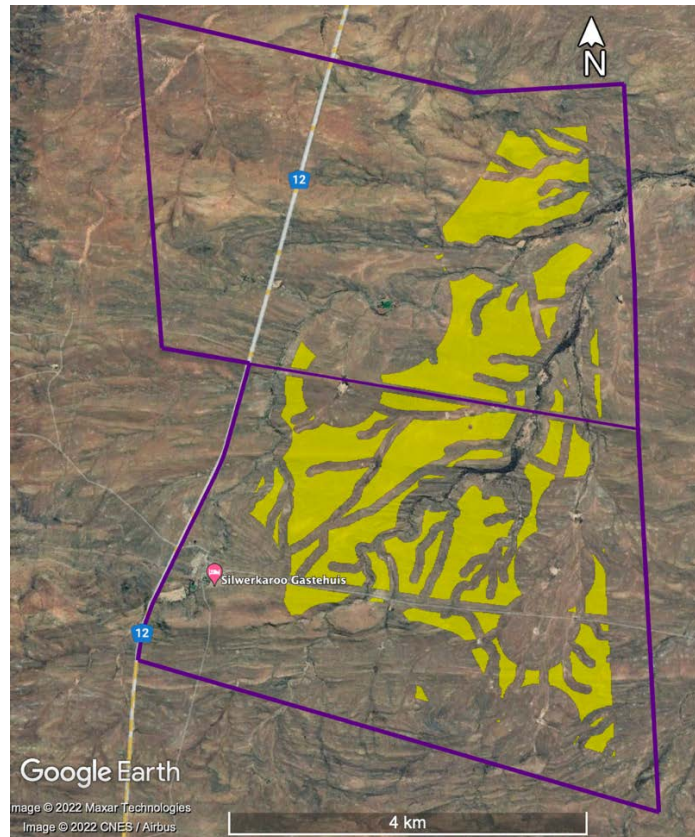 N
12
Silwerkaroo Gastehuis
12
Google Earth
mage © 2022 Maxar Technologies
Image © 2022 CNES / Airbus
4 km